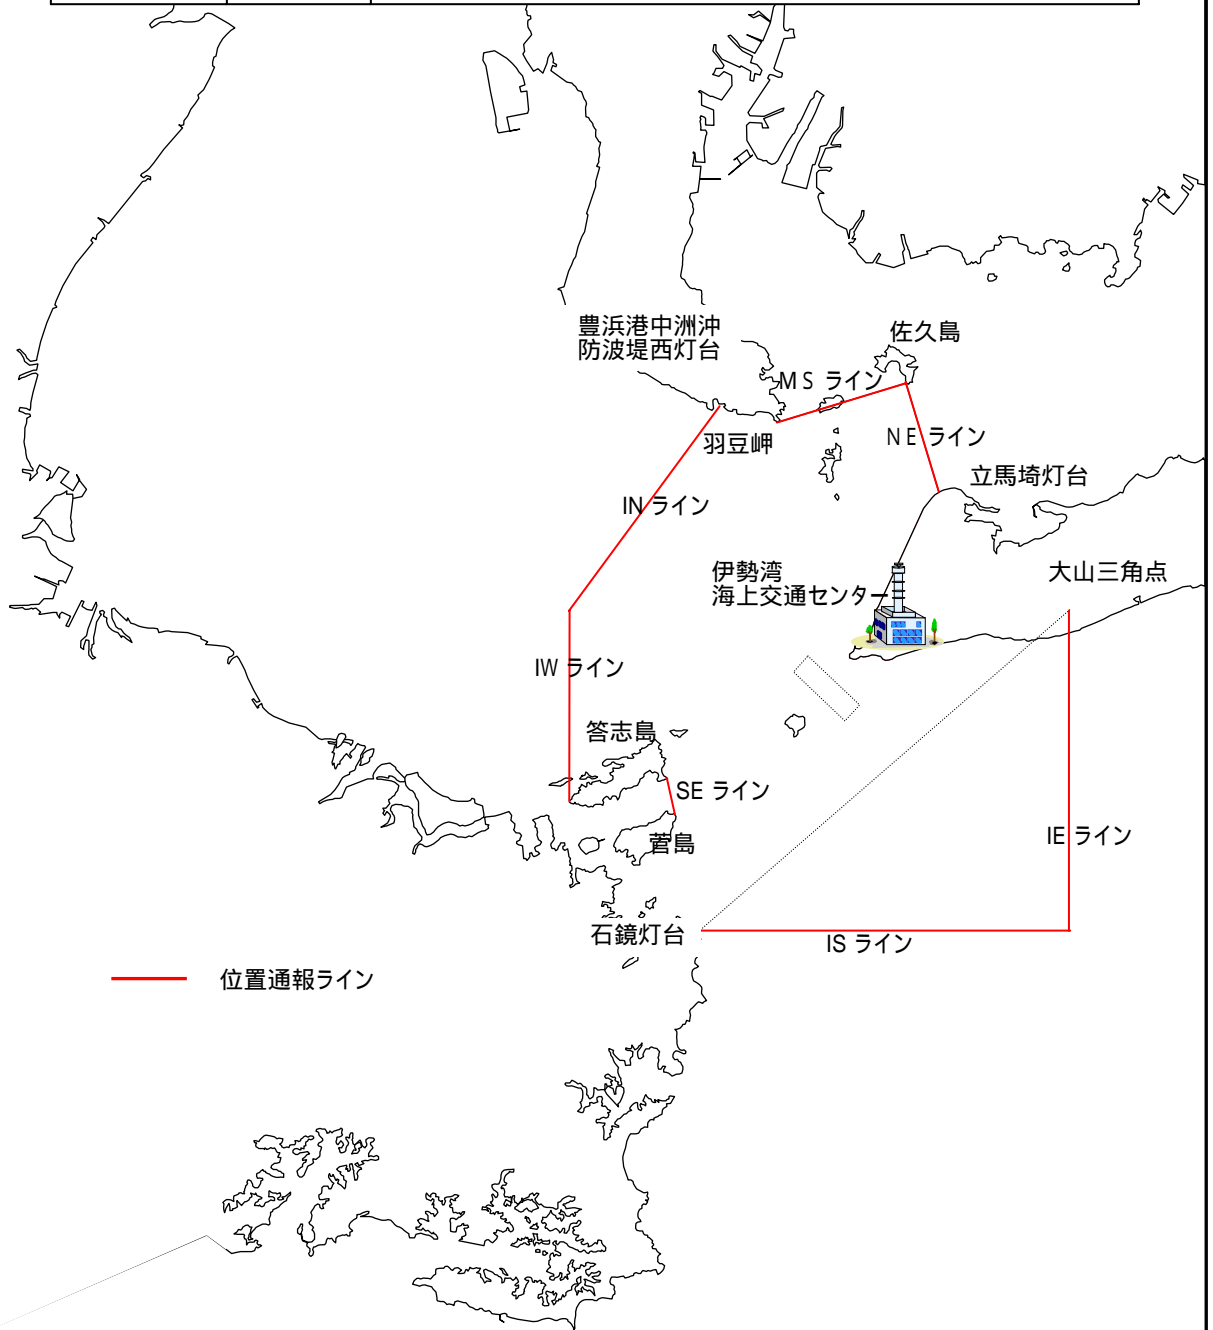 豊浜港中洲沖
防波堤西灯台
佐久島
MS ライン
羽豆岬
NE ライン
立馬埼灯台
IN ライン
伊勢湾
海上交通センター
大山三角点
IW ライン
答志島
SE ライン
菅島
IE ライン
石鏡灯台
IS ライン
位置通報ライン